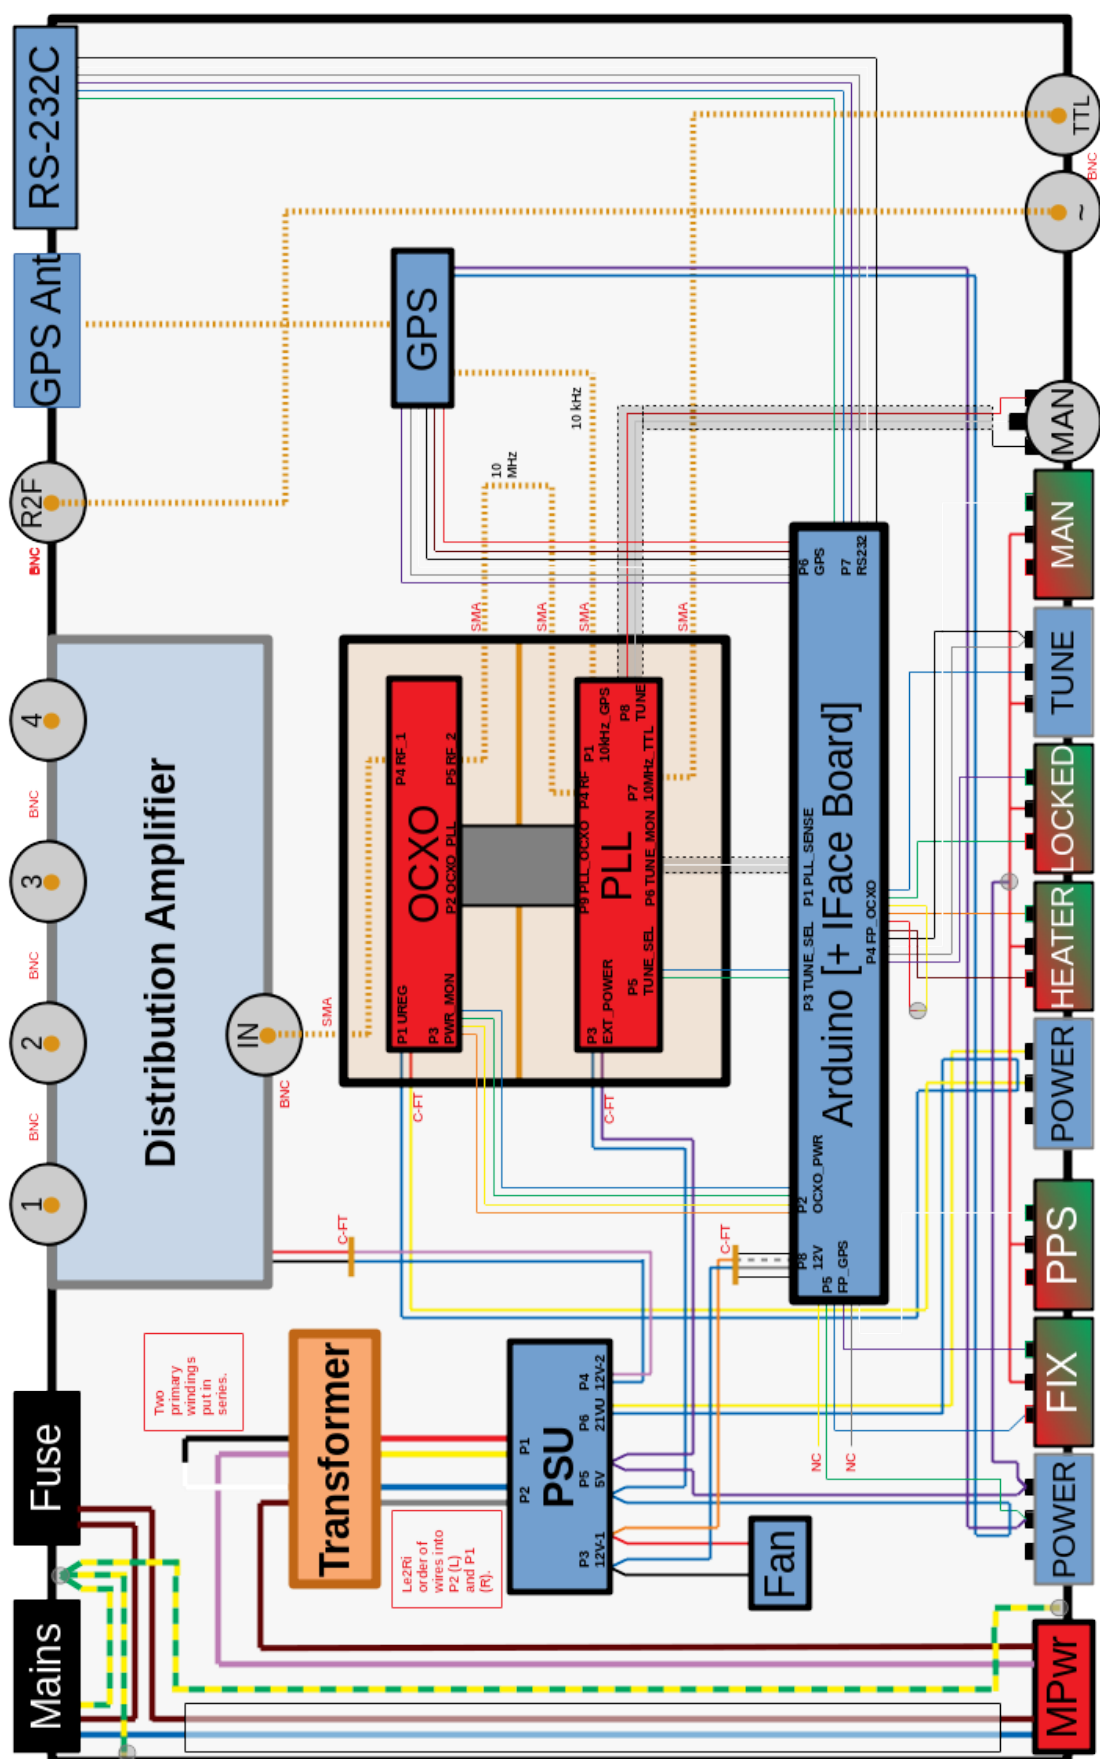 RS-232C
GPS Ant
R2F
BNC
TTL
BNC
~
GPS
10 kHz
10
MHz
MAN
MAN
TUNE
LOCKED
HEATER
POWER
PPS
FIX
POWER
MPwr
SMA
SMA
SMA
SMA
4
BNC
3
BNC
2
BNC
1
Distribution Amplifier
IN
SMA
BNC
OCXO
P4 RF_1
P5 RF_2
P2 OCXO_PLL
P1 UREG
P3
PWR_MON
PLL
P1
10kHz_GPS
P8
TUNE
P4 RF
P7
10MHz_TTL
P9 PLL_OCXO
P6 TUNE_MON
P5
TUNE_SEL
P3
EXT_POWER
C-FT
C-FT
Arduino [+ IFace Board]
P6
GPS
P7
RS232
P1 PLL_SENSE
P3 TUNE_SEL
P4 FP_OCXO
P2
OCXO_PWR
P8
12V
P5
FP_GPS
C-FT
C-FT
NC
NC
Two
primary
windings
put in
series.
Transformer
Le2Ri
order of
wires into
P2 (L)
and P1
(R).
PSU
P1
P2
P4
12V-2
P6
21VU
P5
5V
P3
12V-1
Fan
Fuse
Mains